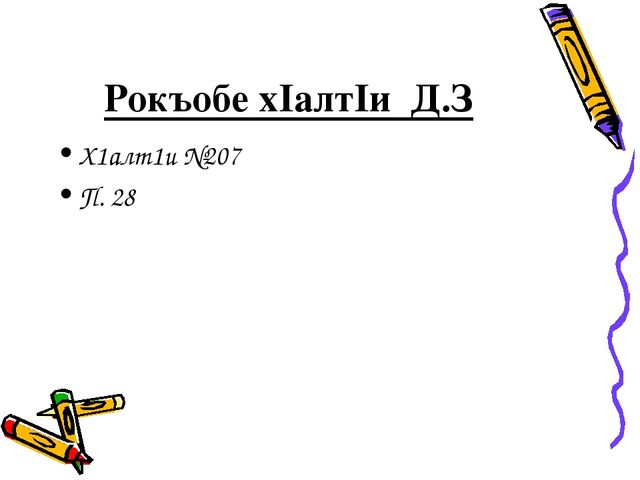 Рокъобе хIалтIи Д.З
• Х1алт1и №207
• П. 28